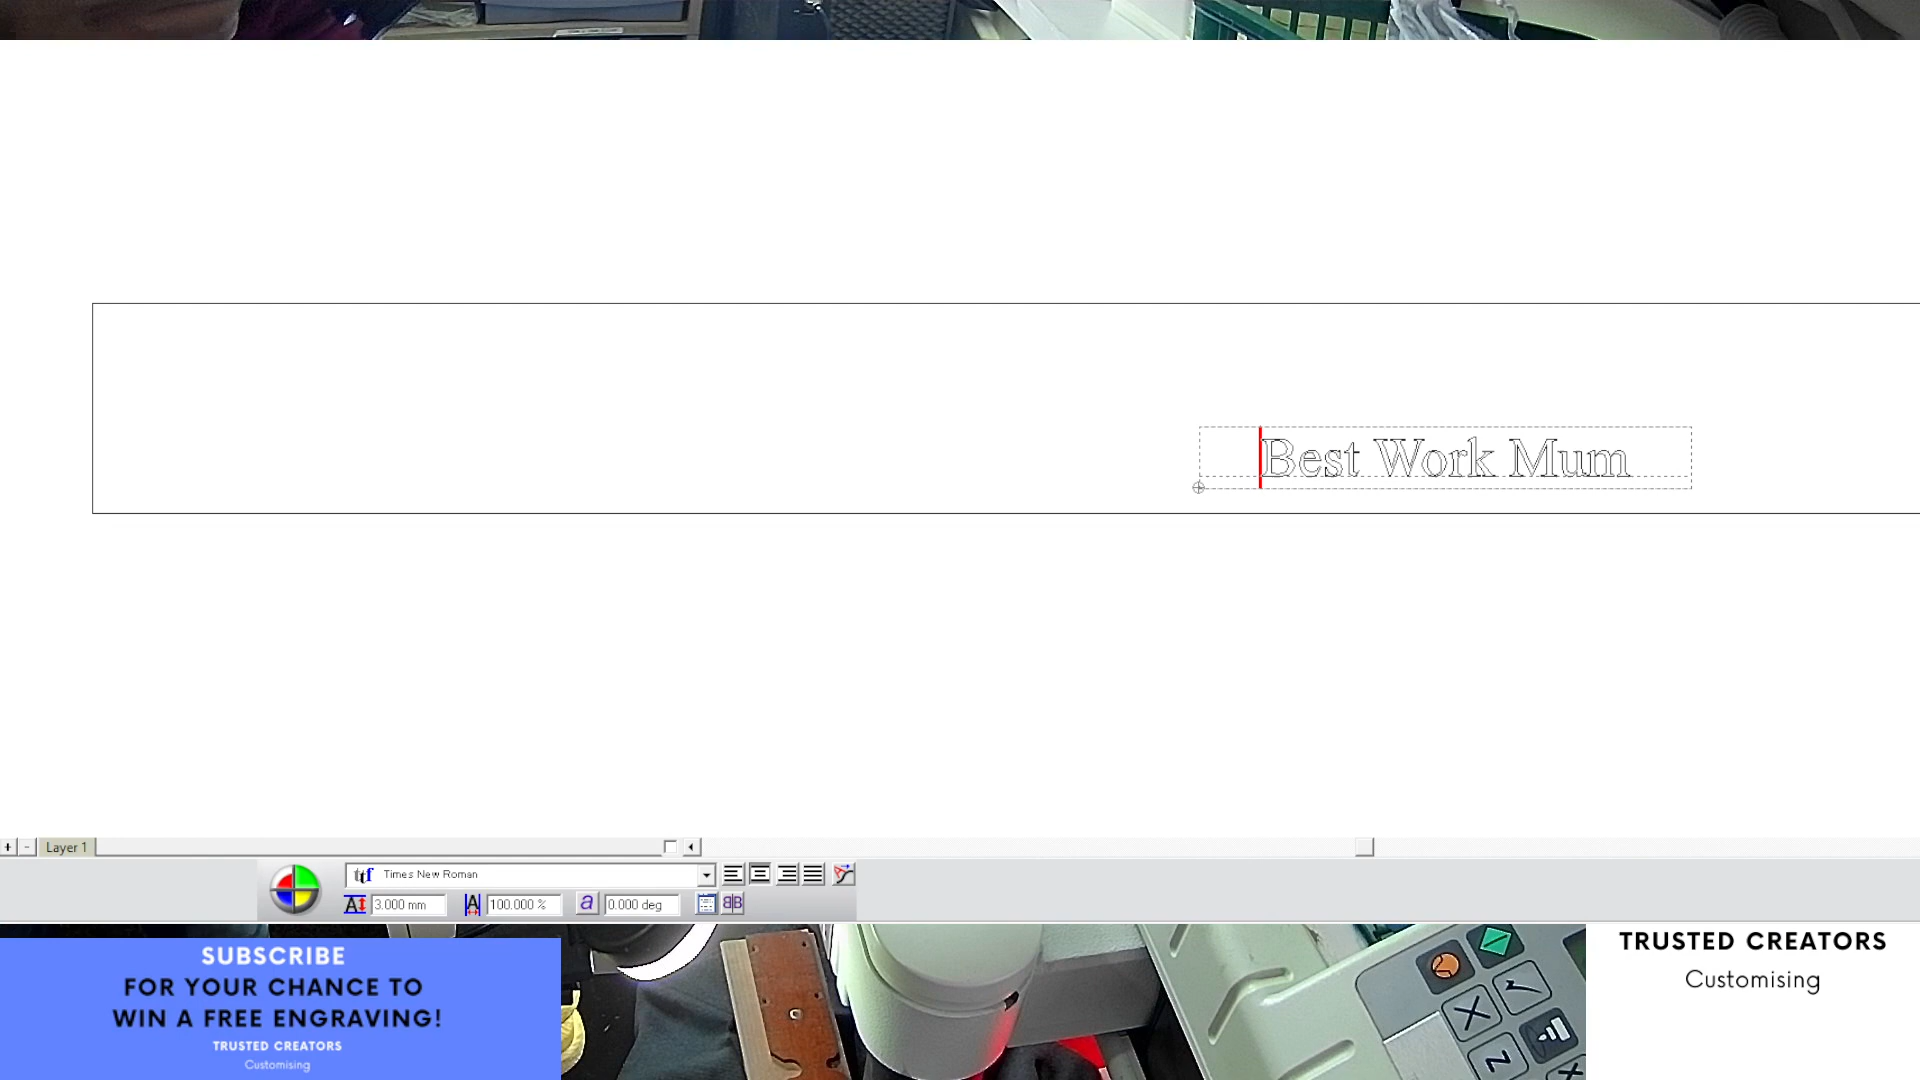 Best Work Mum
+ - Layer 1
Times New Roman
3.000 mm 100.000 % a 0.000 deg
SUBSCRIBE
FOR YOUR CHANCE TO
WIN A FREE ENGRAVING!
TRUSTED CREATORS
Customising
TRUSTED CREATORS
Customising
X
Z
X